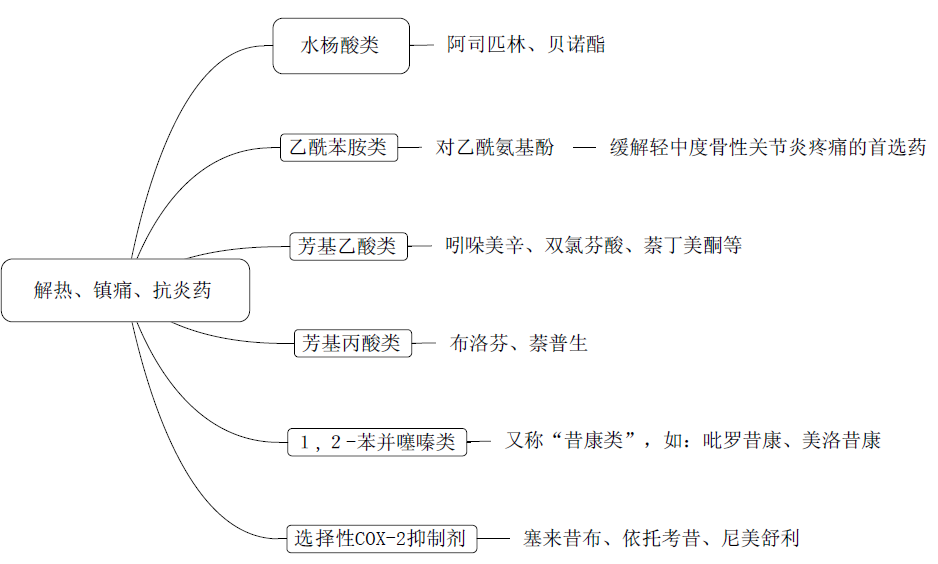 水杨酸类
阿司匹林、贝诺酯
乙酰苯胺类
对乙酰氨基酚
缓解轻中度骨性关节炎疼痛的首选药
芳基乙酸类
吲哚美辛、双氯芬酸、萘丁美酮等
解热、镇痛、抗炎药
芳基丙酸类
布洛芬、萘普生
1,2-苯并噻嗪类
又称“昔康类”，如：吡罗昔康、美洛昔康
选择性COX-2抑制剂
塞来昔布、依托考昔、尼美舒利